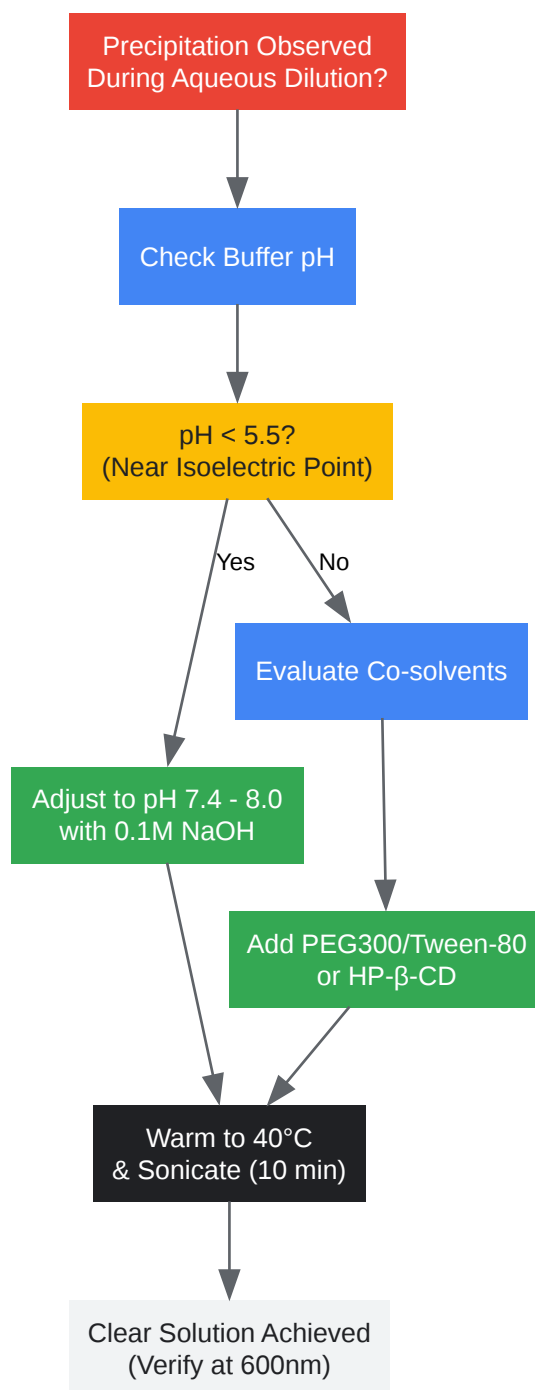 Precipitation Observed
During Aqueous Dilution?
Check Buffer pH
pH < 5.5?
(Near Isoelectric Point)
Yes
No
Evaluate Co-solvents
Adjust to pH 7.4 - 8.0
with 0.1M NaOH
Add PEG300/Tween-80
or HP-β-CD
Warm to 40°C
& Sonicate (10 min)
Clear Solution Achieved
(Verify at 600nm)